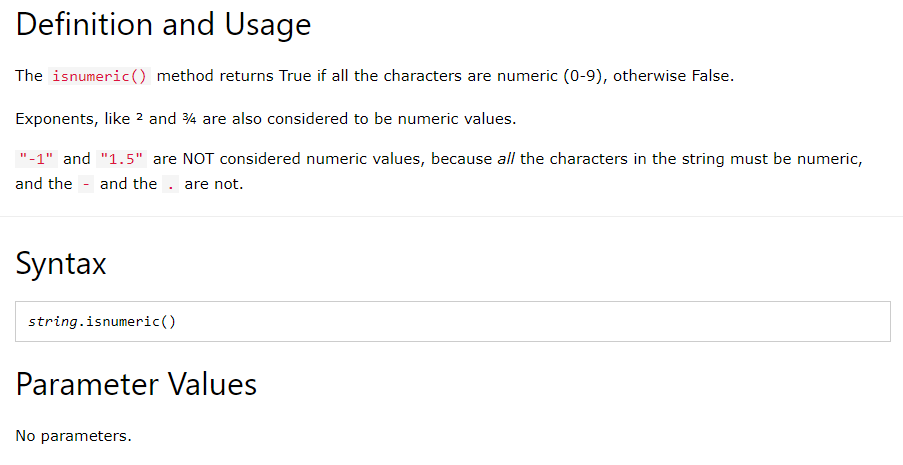 Definition and Usage
The isnumeric() method returns True if all the characters are numeric (0-9), otherwise False.
Exponents, like ² and ¾ are also considered to be numeric values.
"-1" and "1.5" are NOT considered numeric values, because all the characters in the string must be numeric,
and the - and the . are not.
Syntax
string.isnumeric()
Parameter Values
No parameters.